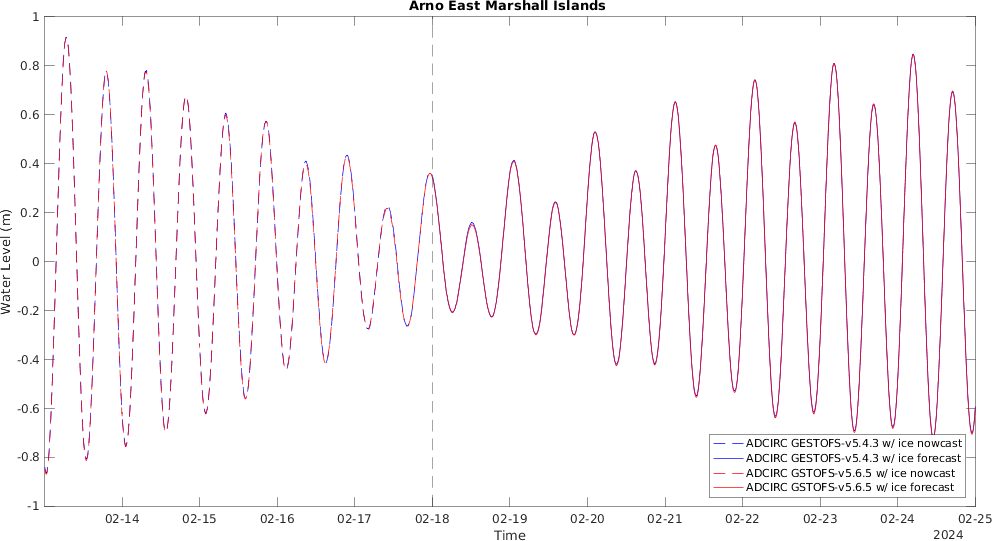 Arno East Marshall Islands
Water Level (m)
1
0.8
0.6
0.4
0.2
0
-0.2
-0.4
-0.6
-0.8
-1
ADCIRC GESTOFS-v5.4.3 w/ ice nowcast
ADCIRC GESTOFS-v5.4.3 w/ ice forecast
ADCIRC GSTOFS-v5.6.5 w/ ice nowcast
ADCIRC GSTOFS-v5.6.5 w/ ice forecast
02-14 02-15 02-16 02-17 02-18 02-19 02-20 02-21 02-22 02-23 02-24 02-25
Time
2024